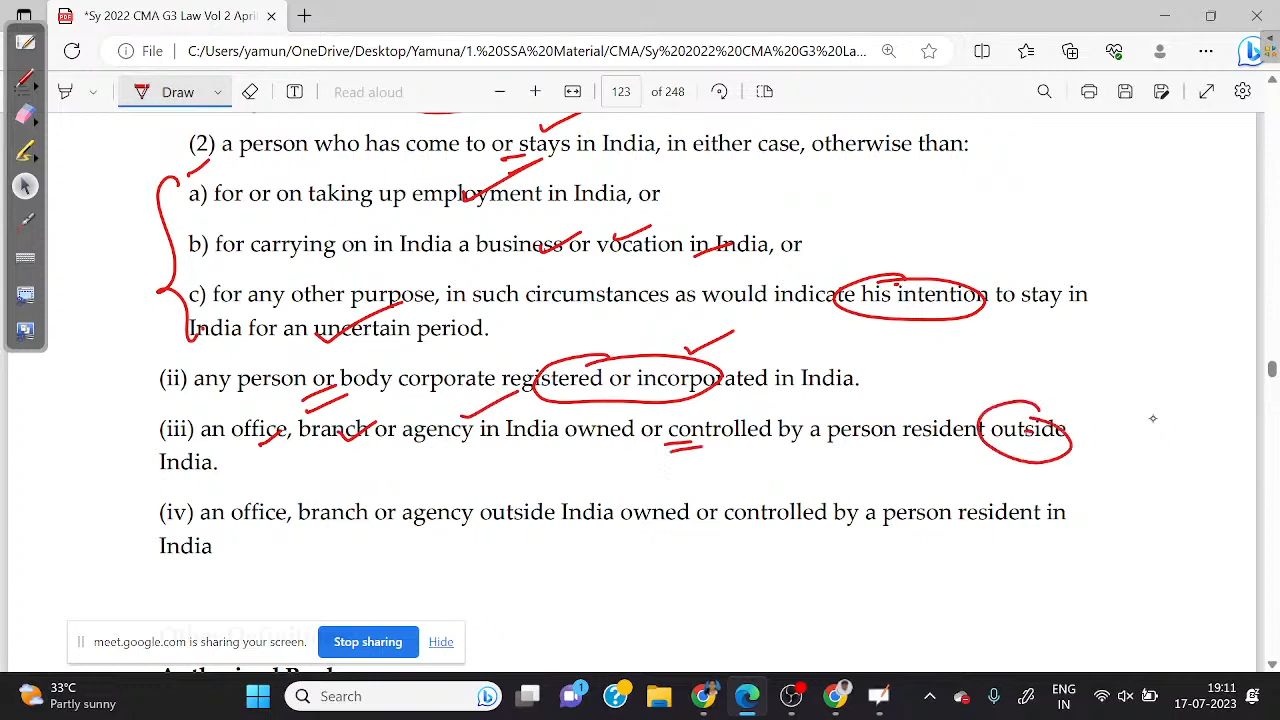 *Sy 2022 CMA G3 Law Vol 2 Apri
File C:/Users/yamun/OneDrive/Desktop/Yamuna/1.%20SSA%20Material/CMA/Sy%202022%20CMA%20G3%20La...
Draw Read aloud 123 of 248
(2) a person who has come to or stays in India, in either case, otherwise than:
a) for or on taking up employment in India, or
b) for carrying on in India a business or vocation in India, or
c) for any other purpose, in such circumstances as would indicate his intention to stay in
India for an uncertain period.
(ii) any person or body corporate registered or incorporated in India.
(iii) an office, branch or agency in India owned or controlled by a person resident outside
India.
(iv) an office, branch or agency outside India owned or controlled by a person resident in
India
meet.google.com is sharing your screen. Stop sharing Hide
33°C
Partly sunny
Search
1
ENG
IN
19:11
17-07-2023